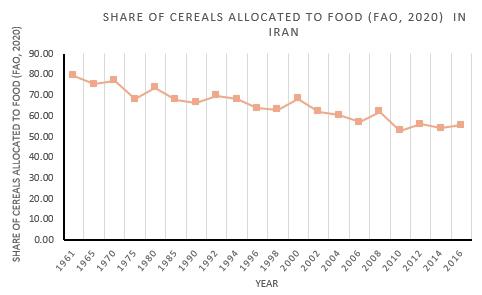 SHARE OF CEREALS ALLOCATED TO FOOD (FAO, 2020) IN
IRAN
SHARE OF CEREALS ALLOCATED TO FOOD (FAO, 2020)
90.00
80.00
70.00
60.00
50.00
40.00
30.00
20.00
10.00
0.00
1961 1965 1970 1975 1980 1985 1990 1992 1994 1996 1998 2000 2002 2004 2006 2008 2010 2012 2014 2016
YEAR